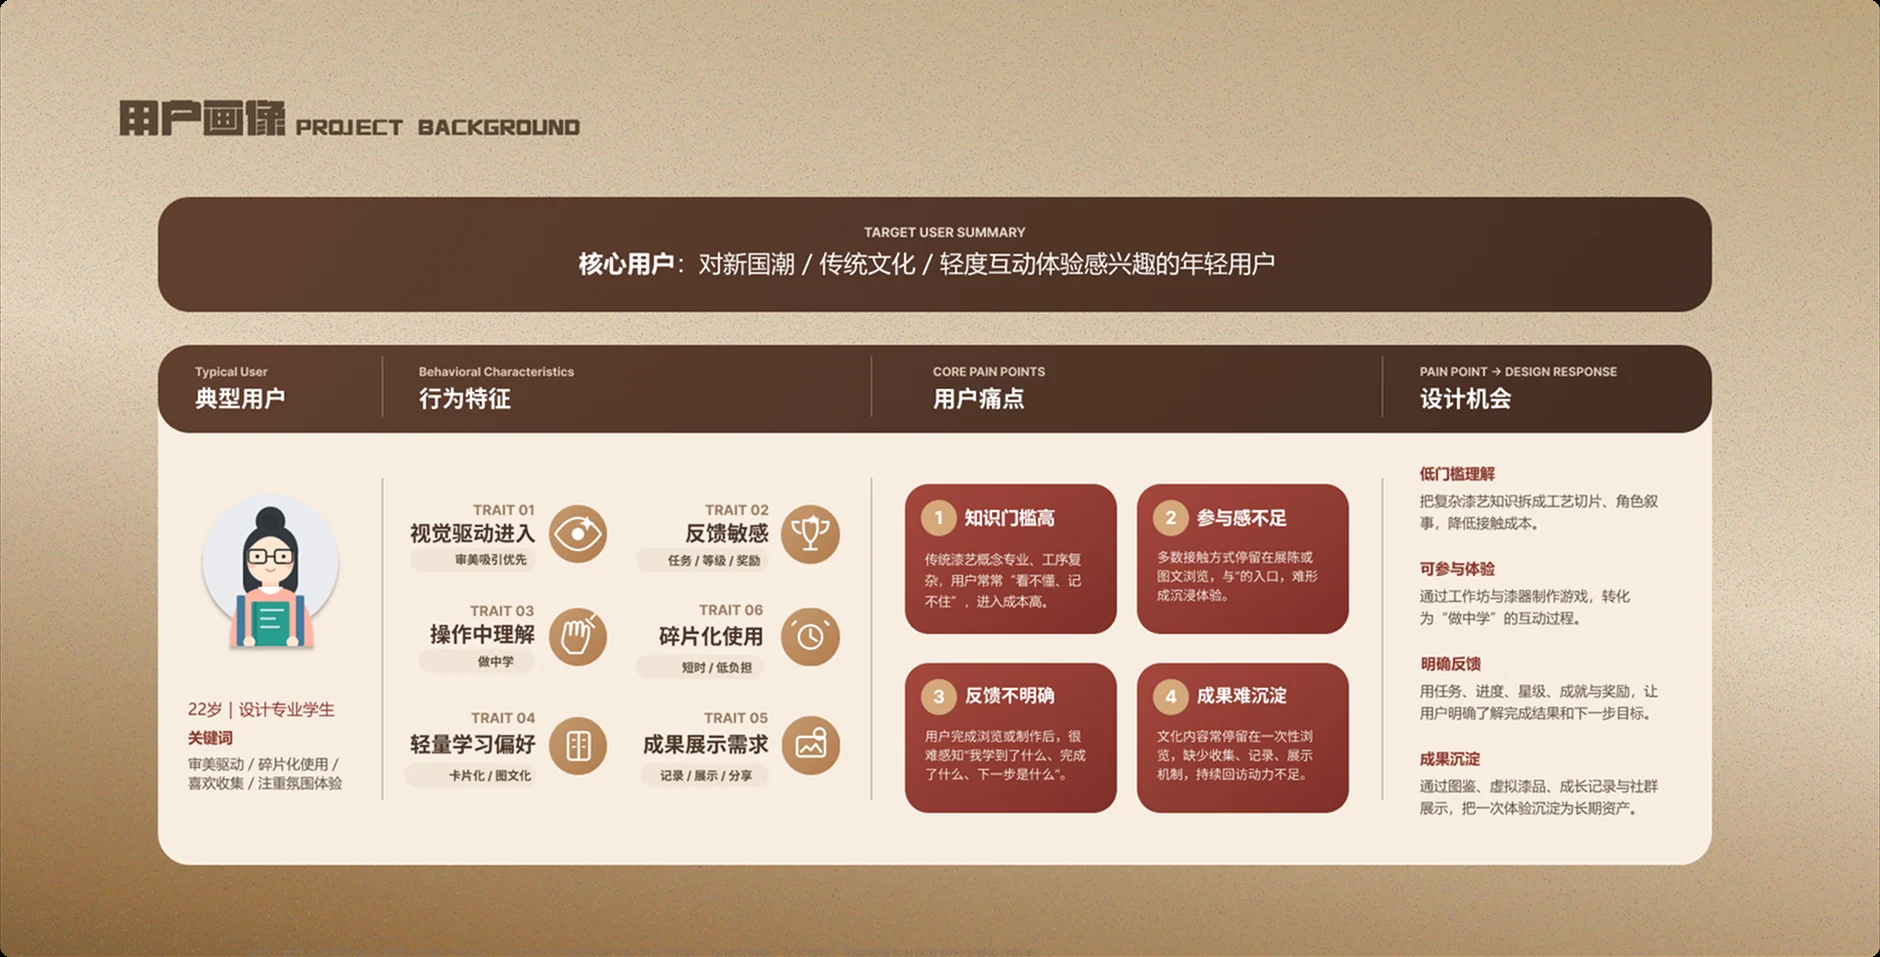 用户画像 PROJECT BACKGROUND
TARGET USER SUMMARY
核心用户：对新国潮 / 传统文化 / 轻度互动体验感兴趣的年轻用户
Typical User
典型用户
Behavioral Characteristics
行为特征
CORE PAIN POINTS
用户痛点
PAIN POINT → DESIGN RESPONSE
设计机会
22岁 | 设计专业学生
关键词
审美驱动 / 碎片化使用 /
喜欢收集 / 注重氛围体验
TRAIT 01
视觉驱动进入
审美吸引优先
TRAIT 02
反馈敏感
任务 / 等级 / 奖励
TRAIT 03
操作中理解
做中学
TRAIT 06
碎片化使用
短时 / 低负担
TRAIT 04
轻量学习偏好
卡片化 / 图文化
TRAIT 05
成果展示需求
记录 / 展示 / 分享
1 知识门槛高
传统漆艺概念专业、工序复
杂，用户常常“看不懂、记
不住”，进入成本高。
2 参与感不足
多数接触方式停留在展陈或
图文浏览，与”的入口，难形
成沉浸体验。
3 反馈不明确
用户完成浏览或制作后，很
难感知“我学到了什么、完成
了什么、下一步是什么”。
4 成果难沉淀
文化内容常停留在一次性浏
览，缺少收集、记录、展示
机制，持续回访动力不足。
低门槛理解
把复杂漆艺知识拆成工艺切片、角色叙
事，降低接触成本。
可参与体验
通过工作坊与漆器制作游戏，转化
为“做中学”的互动过程。
明确反馈
用任务、进度、星级、成就与奖励，让
用户明确了解完成结果和下一步目标。
成果沉淀
通过图鉴、虚拟漆品、成长记录与社群
展示，把一次体验沉淀为长期资产。